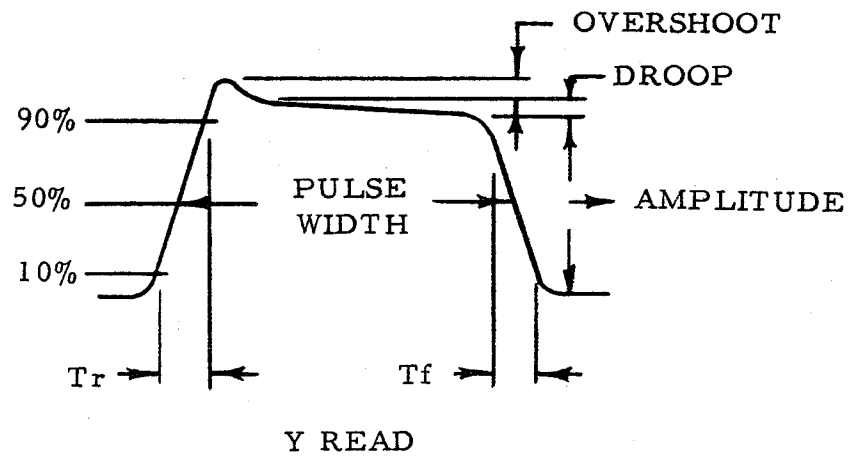 OVERSHOOT
DROOP
90%
50%
PULSE
WIDTH
AMPLITUDE
10%
Tr
Tf
Y READ